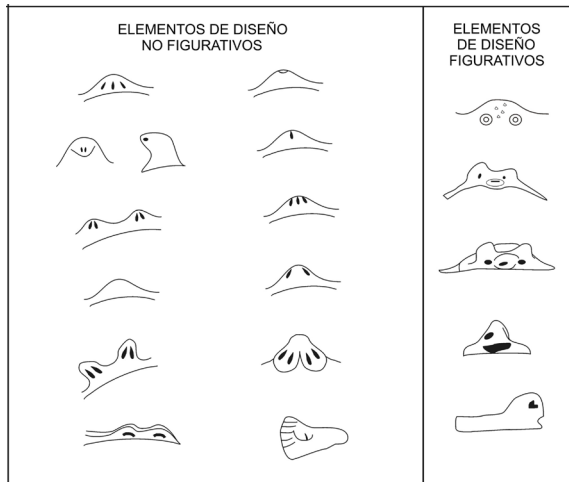 ELEMENTOS DE DISEÑO
NO FIGURATIVOS
ELEMENTOS
DE DISEÑO
FIGURATIVOS